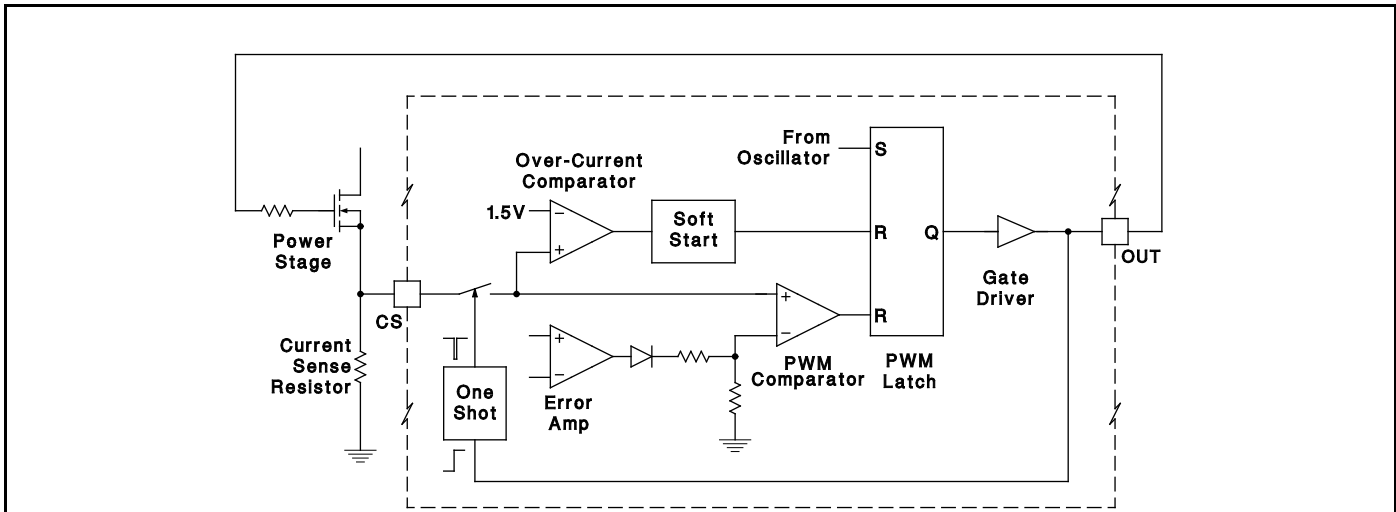 From
Oscillator
S
Over-Current
Comparator
1.5V
−
+
Soft
Start
R
Q
Power
Stage
OUT
Gate
Driver
CS
+
−
R
Current
Sense
Resistor
+
−
PWM
Comparator
PWM
Latch
One
Shot
Error
Amp